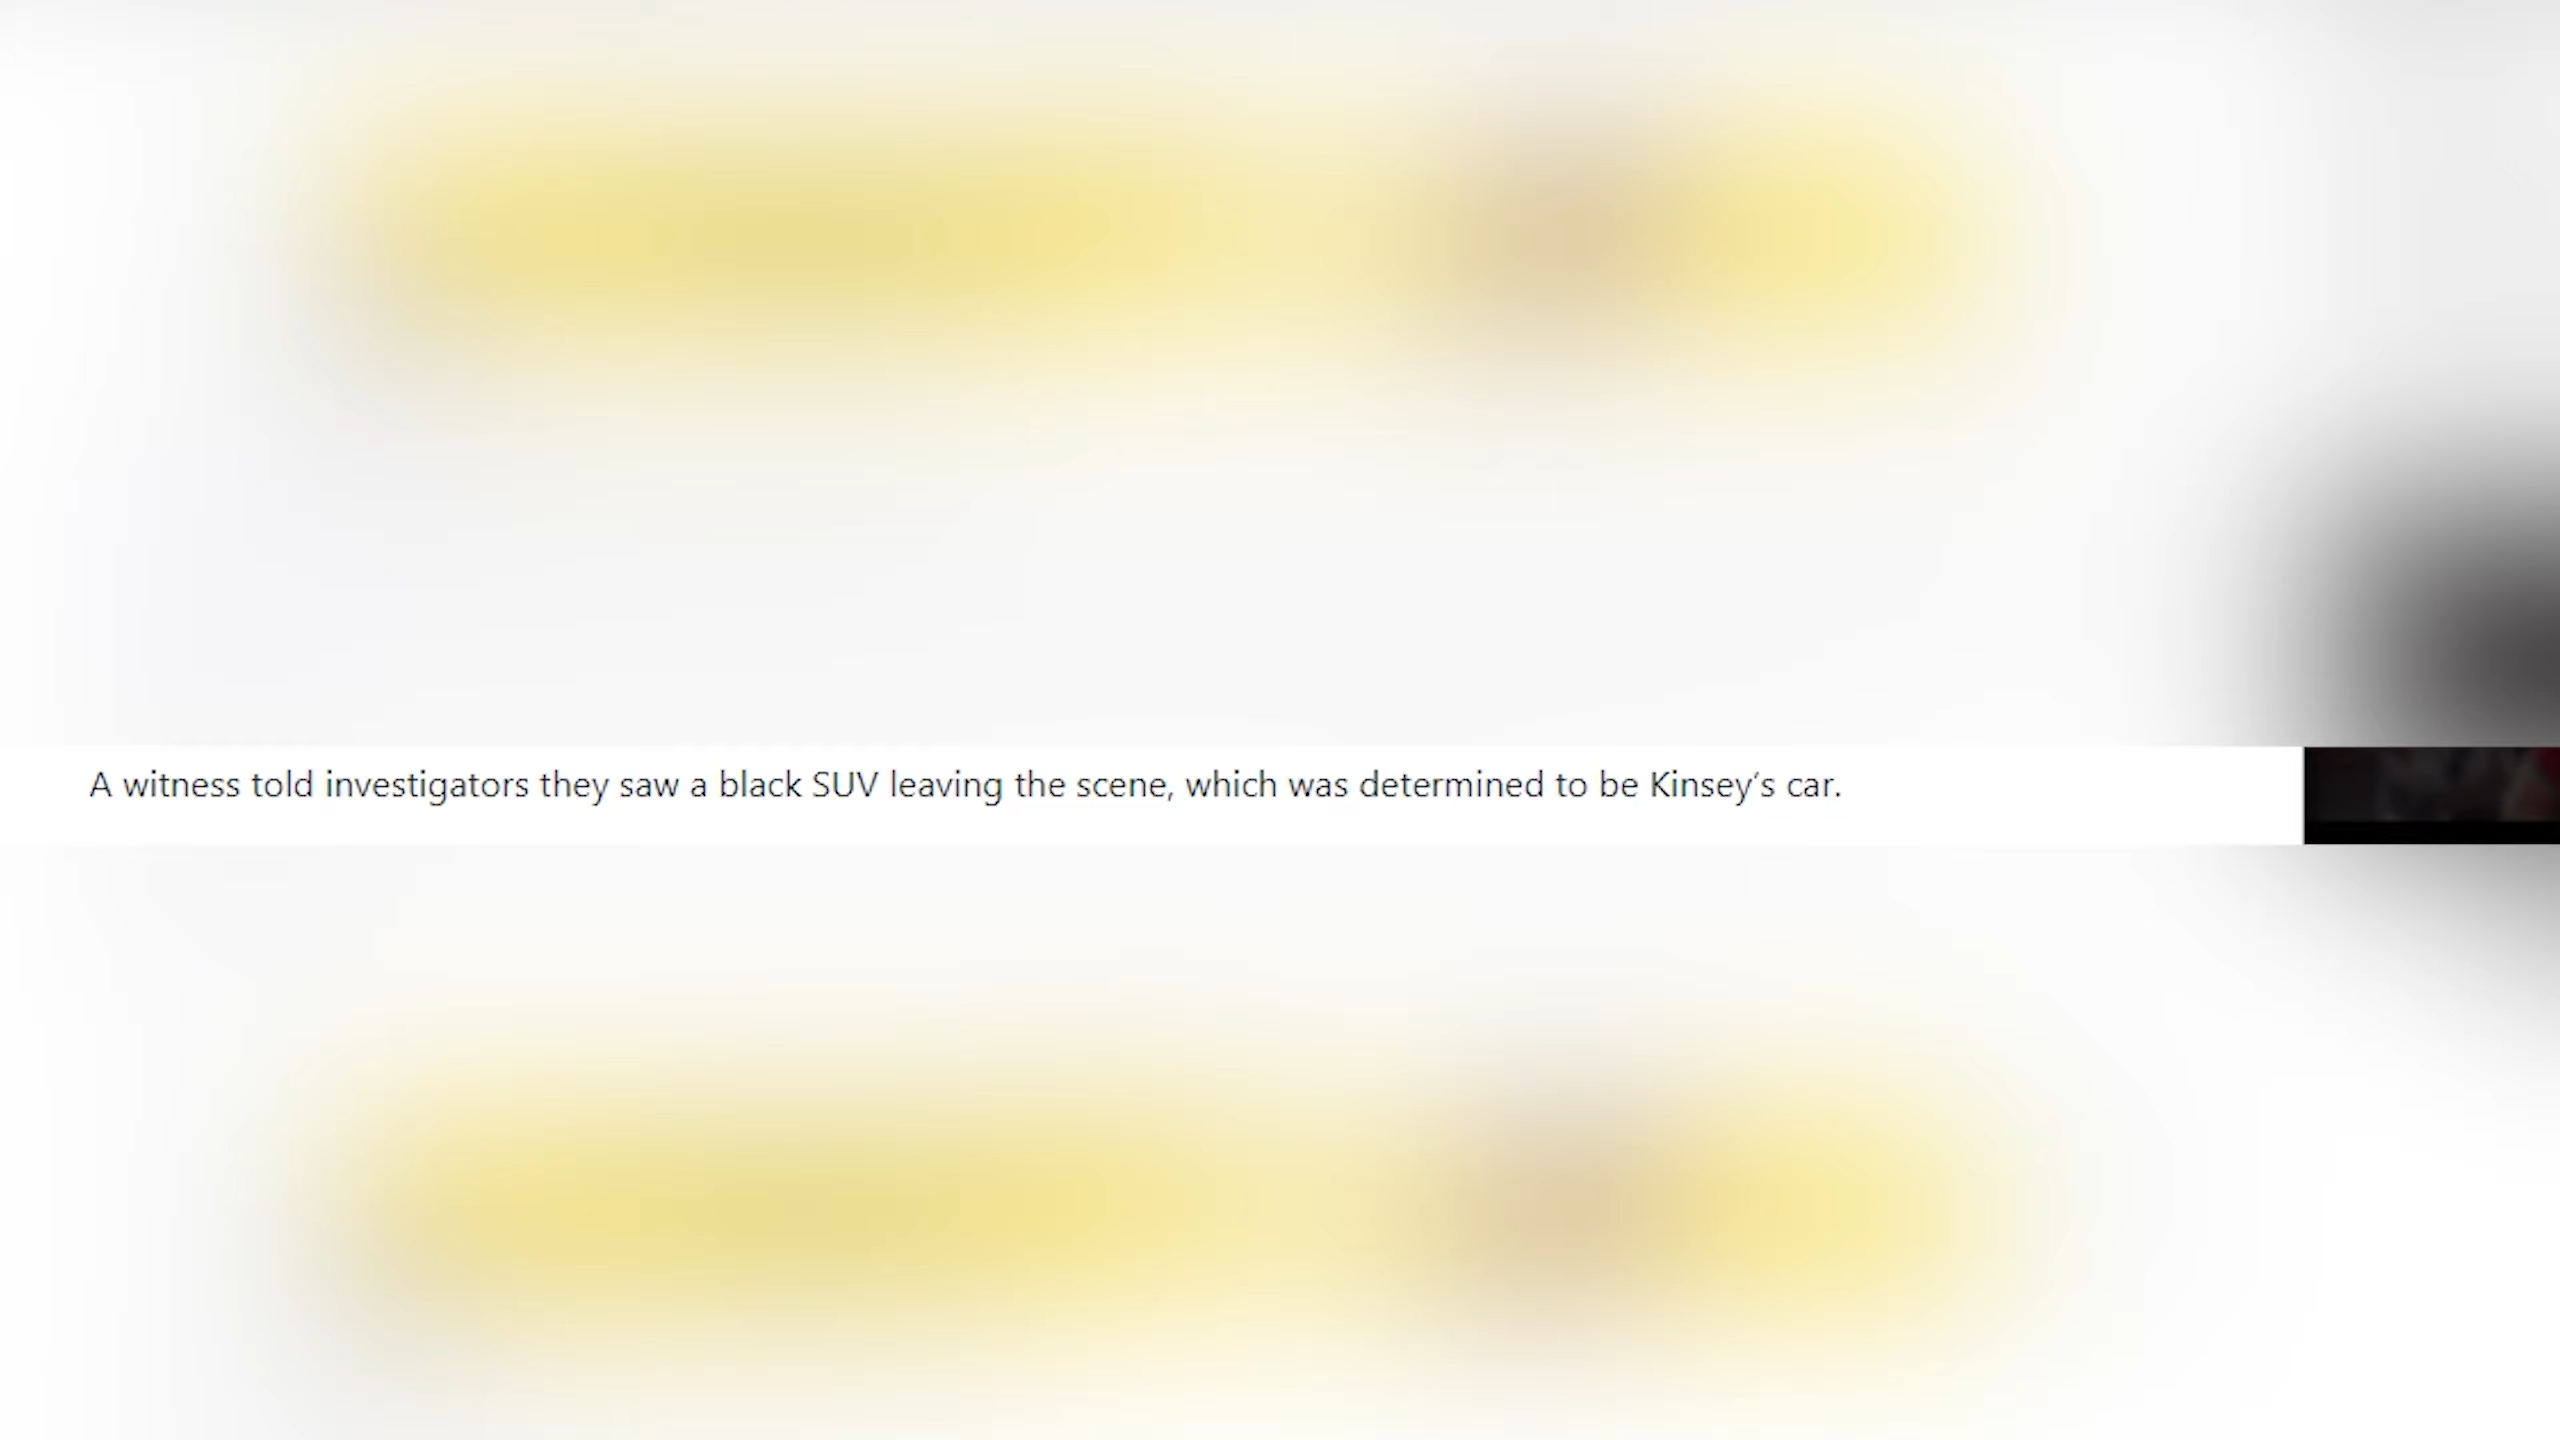 A witness told investigators they saw a black SUV leaving the scene, which was determined to be Kinsey’s car.